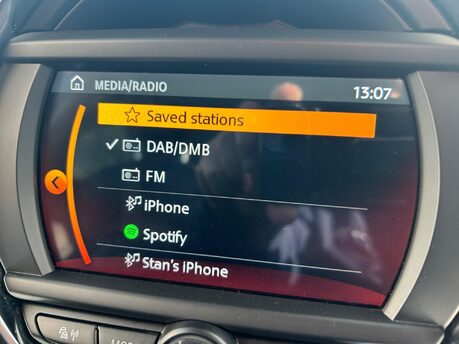 MEDIA/RADIO 13:07
Saved stations
DAB/DMB
FM
iPhone
Spotify
Stan's iPhone